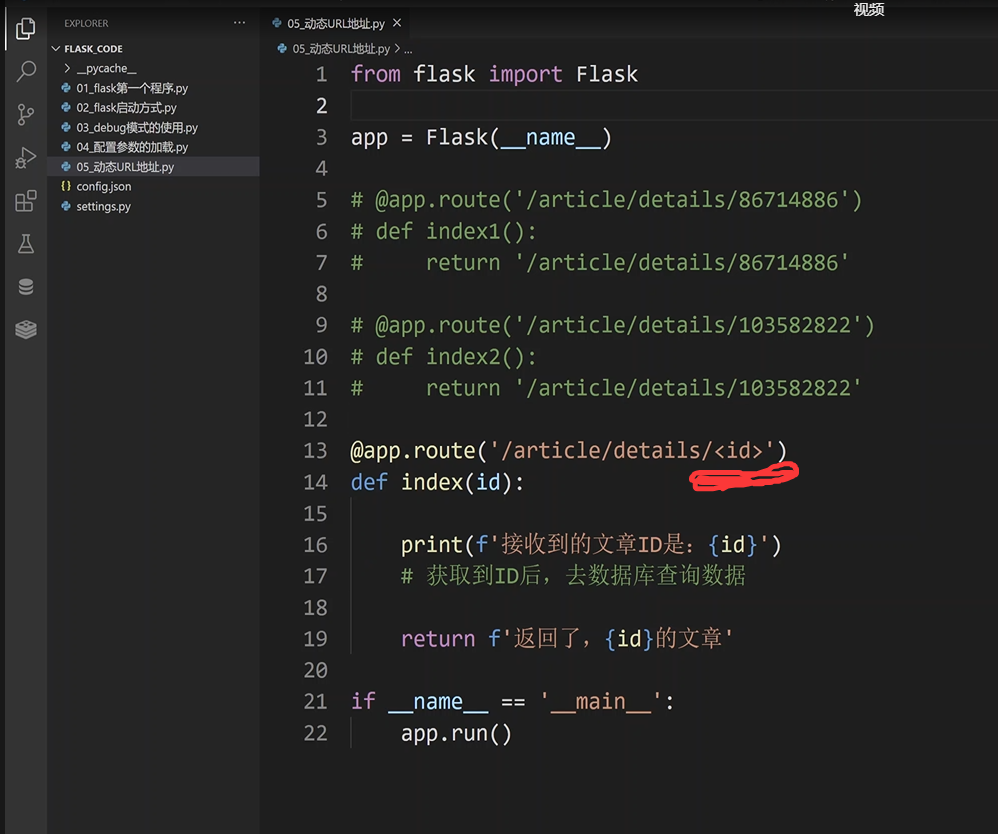 视频
EXPLORER ···
FLASK_CODE
__pycache__
01_flask第一个程序.py
02_flask启动方式.py
03_debug模式的使用.py
04_配置参数的加载.py
05_动态URL地址.py
{} config.json
settings.py
05_动态URL地址.py ×
05_动态URL地址.py > ...
1 from flask import Flask
2
3 app = Flask(__name__)
4
5 # @app.route('/article/details/86714886')
6 # def index1():
7 #     return '/article/details/86714886'
8
9 # @app.route('/article/details/103582822')
10 # def index2():
11 #     return '/article/details/103582822'
12
13 @app.route('/article/details/<id>')
14 def index(id):
15
16     print(f'接收到的文章ID是：{id}')
17     # 获取到ID后，去数据库查询数据
18
19     return f'返回了，{id}的文章'
20
21 if __name__ == '__main__':
22     app.run()